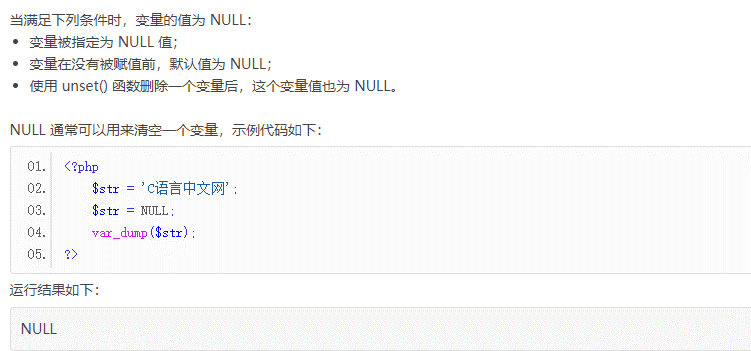 当满足下列条件时，变量的值为 NULL：
• 变量被指定为 NULL 值；
• 变量在没有被赋值前，默认值为 NULL；
• 使用 unset() 函数删除一个变量后，这个变量值也为 NULL。
NULL 通常可以用来清空一个变量，示例代码如下：
01. <?php
02. $str = 'C语言中文网';
03. $str = NULL;
04. var_dump($str);
05. ?>
运行结果如下：
NULL